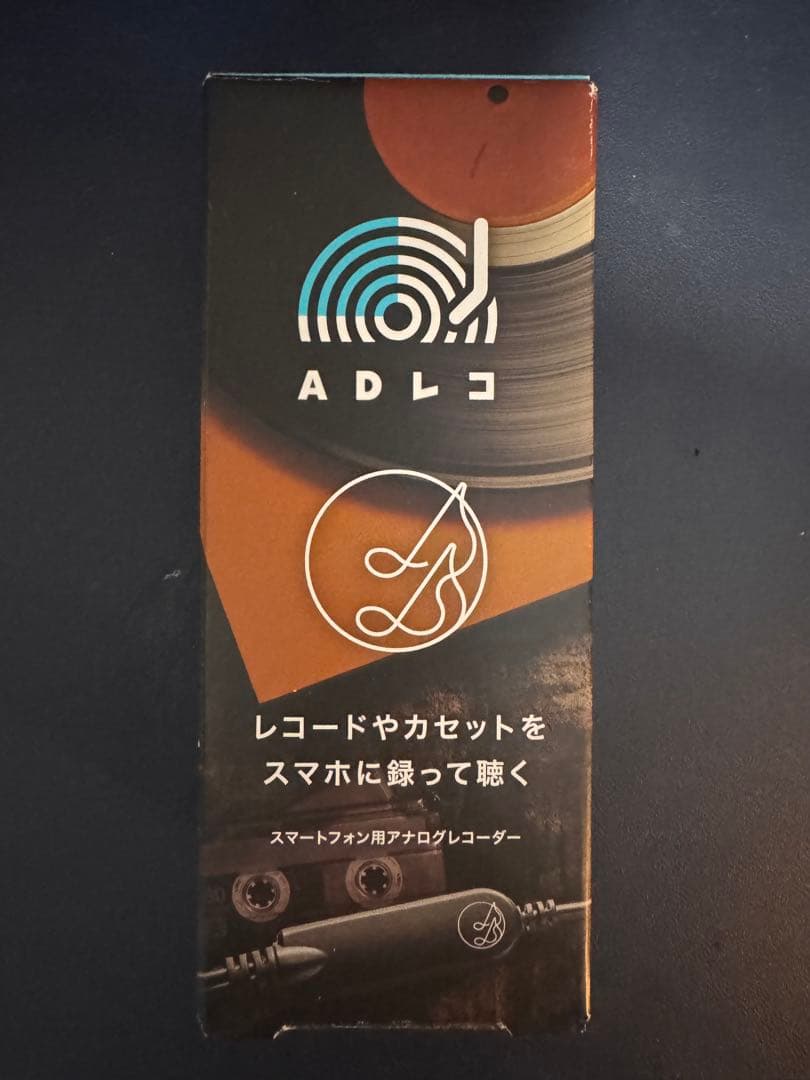 ADレコ
レコードやカセットを
スマホに録って聴く
スマートフォン用アナログレコーダー